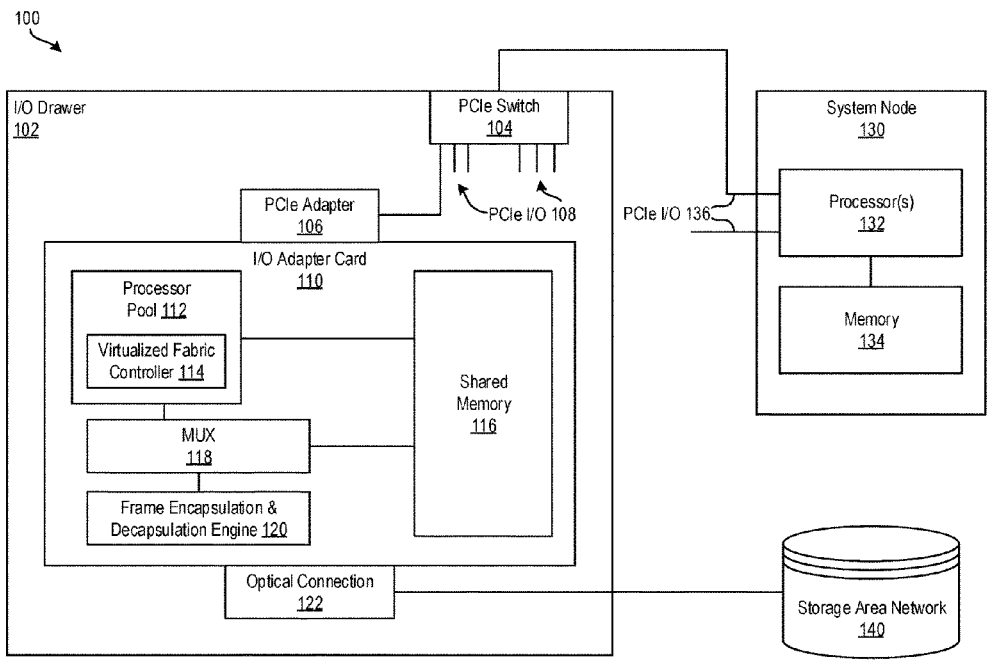 100
I/O Drawer
102
PCIe Switch
104
PCIe I/O 108
PCIe Adapter
106
I/O Adapter Card
110
Processor
Pool 112
Virtualized Fabric
Controller 114
Shared
Memory
116
MUX
118
Frame Encapsulation &
Decapsulation Engine 120
Optical Connection
122
System Node
130
Processor(s)
132
PCIe I/O 136
Memory
134
Storage Area Network
140